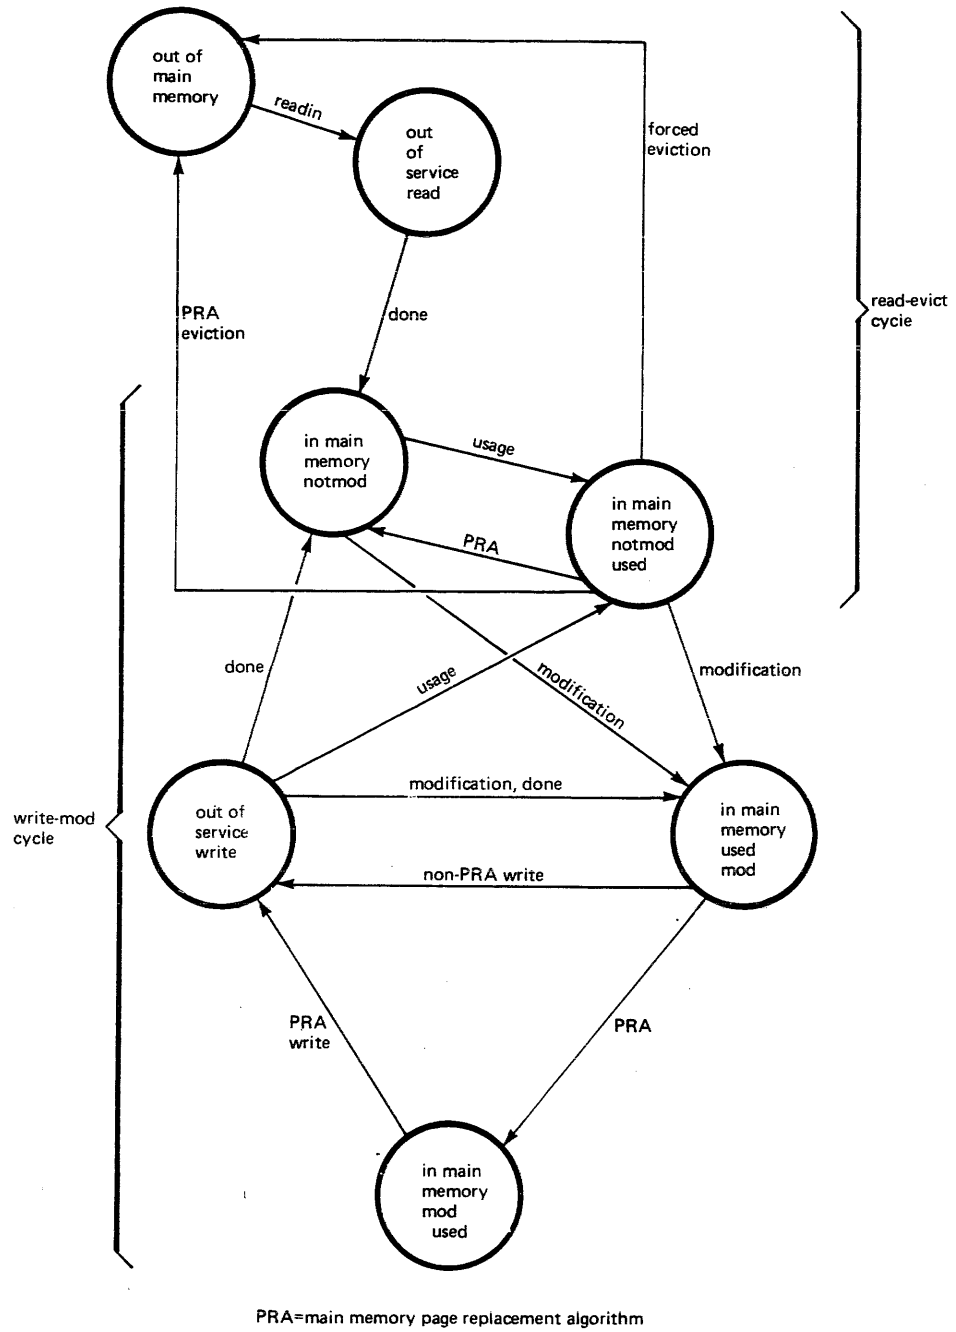 out of
main
memory
readin
out
of
service
read
forced
eviction
read-evict
cycle
PRA
eviction
done
in main
memory
notmod
usage
in main
memory
notmod
used
PRA
done
usage
modification
modification
write-mod
cycle
out of
service
write
modification, done
in main
memory
used
mod
non-PRA write
PRA
write
PRA
in main
memory
mod
used
PRA=main memory page replacement algorithm